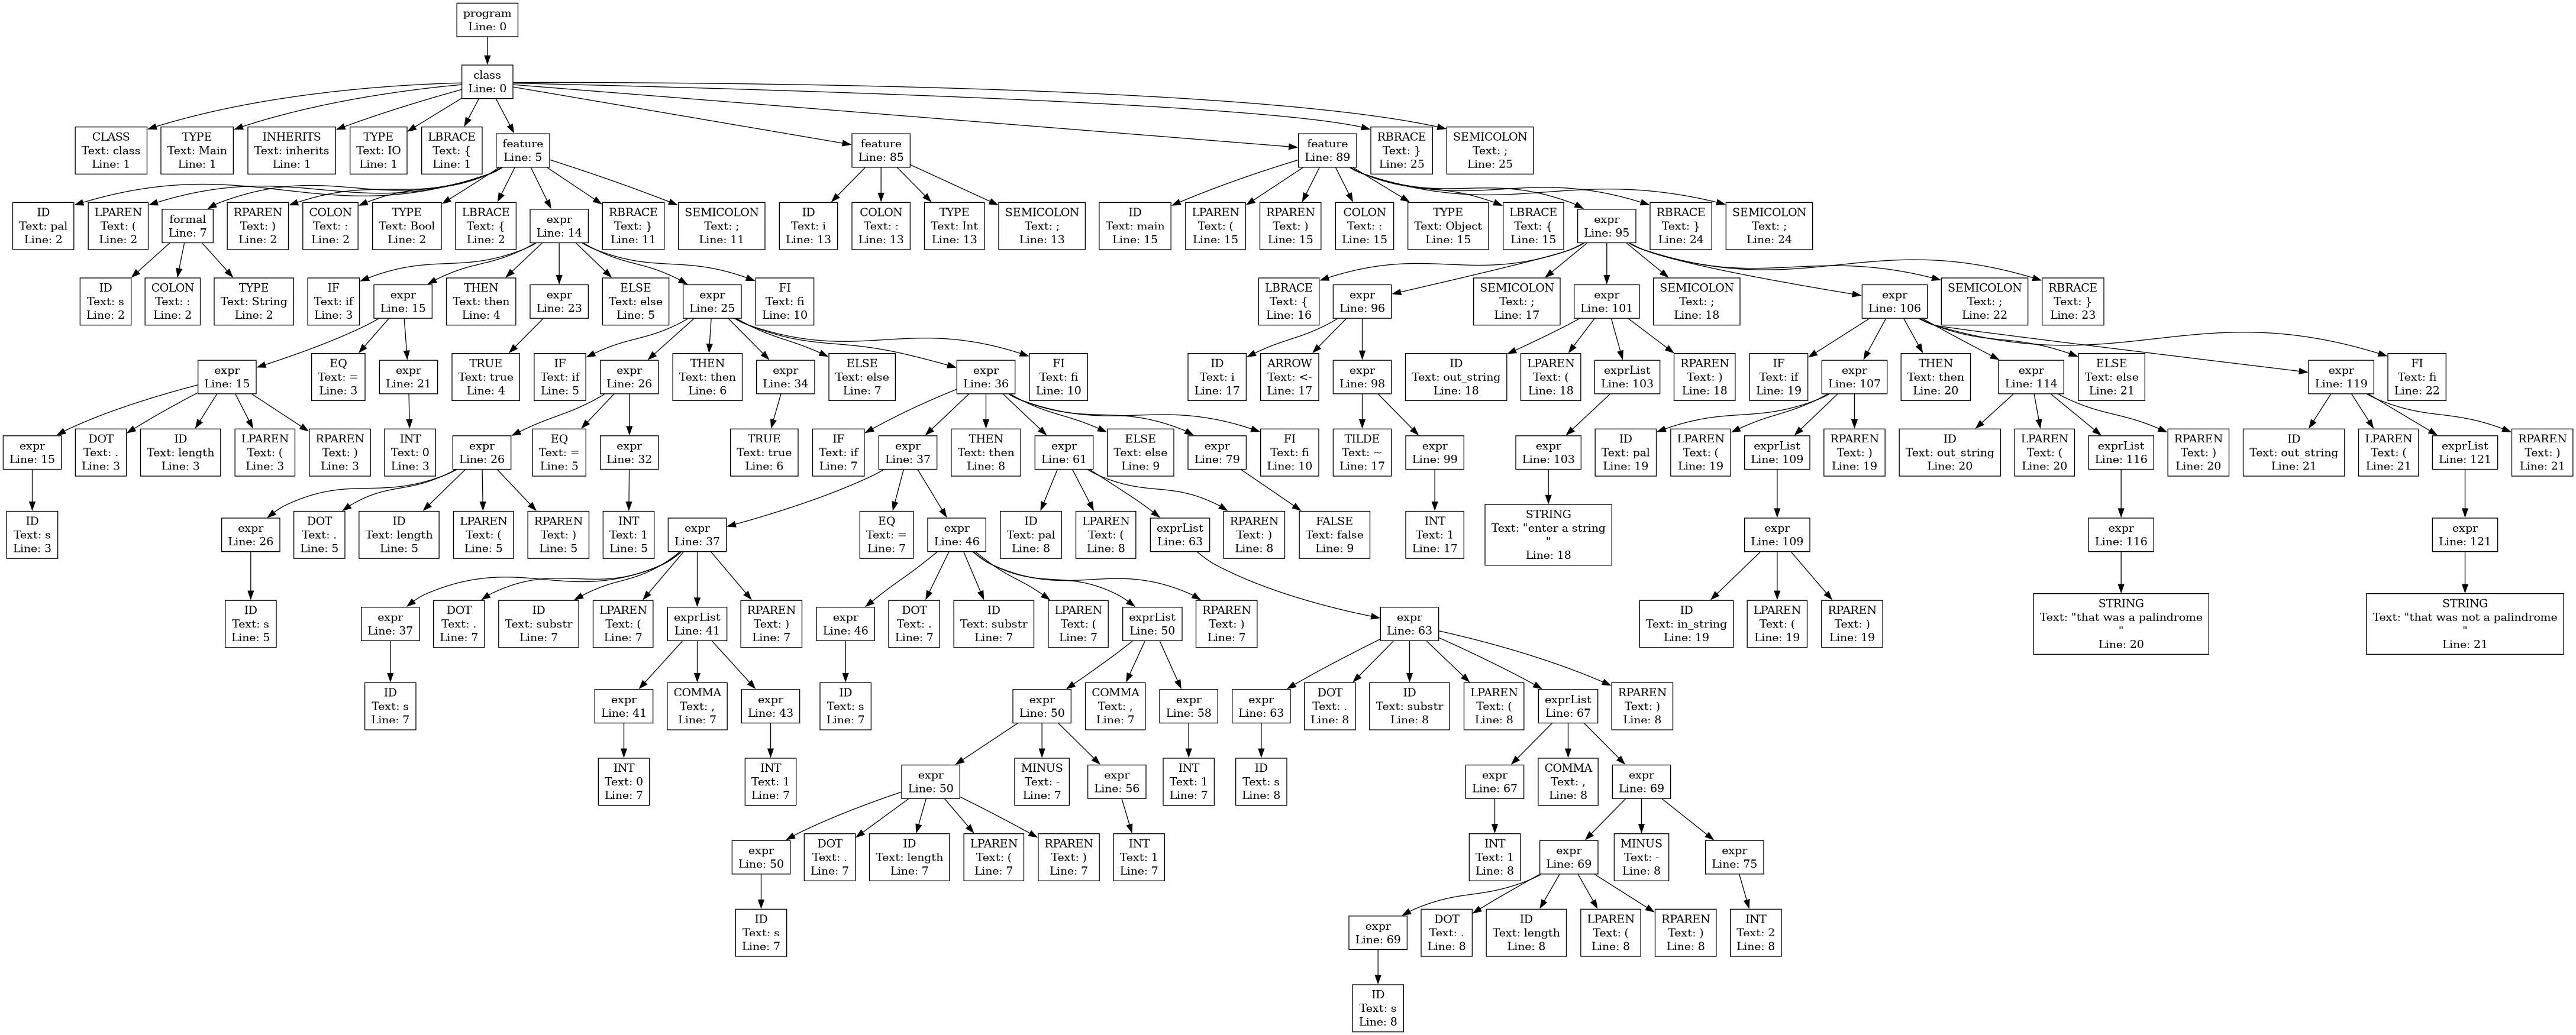 program
Line: 0
class
Line: 0
CLASS
Text: class
Line: 1
TYPE
Text: Main
Line: 1
INHERITS
Text: inherits
Line: 1
TYPE
Text: IO
Line: 1
LBRACE
Text: {
Line: 1
feature
Line: 5
feature
Line: 85
feature
Line: 89
RBRACE
Text: }
Line: 25
SEMICOLON
Text: ;
Line: 25
ID
Text: pal
Line: 2
LPAREN
Text: (
Line: 2
formal
Line: 7
RPAREN
Text: )
Line: 2
COLON
Text: :
Line: 2
TYPE
Text: Bool
Line: 2
LBRACE
Text: {
Line: 2
expr
Line: 14
RBRACE
Text: }
Line: 11
SEMICOLON
Text: ;
Line: 11
ID
Text: i
Line: 13
COLON
Text: :
Line: 13
TYPE
Text: Int
Line: 13
SEMICOLON
Text: ;
Line: 13
ID
Text: main
Line: 15
LPAREN
Text: (
Line: 15
RPAREN
Text: )
Line: 15
COLON
Text: :
Line: 15
TYPE
Text: Object
Line: 15
LBRACE
Text: {
Line: 15
expr
Line: 95
RBRACE
Text: }
Line: 24
SEMICOLON
Text: ;
Line: 24
ID
Text: s
Line: 2
COLON
Text: :
Line: 2
TYPE
Text: String
Line: 2
IF
Text: if
Line: 3
expr
Line: 15
THEN
Text: then
Line: 4
expr
Line: 23
ELSE
Text: else
Line: 5
expr
Line: 25
FI
Text: fi
Line: 10
LBRACE
Text: {
Line: 16
expr
Line: 96
SEMICOLON
Text: ;
Line: 17
expr
Line: 101
SEMICOLON
Text: ;
Line: 18
expr
Line: 106
SEMICOLON
Text: ;
Line: 22
RBRACE
Text: }
Line: 23
expr
Line: 15
EQ
Text: =
Line: 3
expr
Line: 21
TRUE
Text: true
Line: 4
IF
Text: if
Line: 5
expr
Line: 26
THEN
Text: then
Line: 6
expr
Line: 34
ELSE
Text: else
Line: 7
expr
Line: 36
FI
Text: fi
Line: 10
ID
Text: i
Line: 17
ARROW
Text: <-
Line: 17
expr
Line: 98
ID
Text: out_string
Line: 18
LPAREN
Text: (
Line: 18
exprList
Line: 103
RPAREN
Text: )
Line: 18
IF
Text: if
Line: 19
expr
Line: 107
THEN
Text: then
Line: 20
expr
Line: 114
ELSE
Text: else
Line: 21
expr
Line: 119
FI
Text: fi
Line: 22
expr
Line: 15
DOT
Text: .
Line: 3
ID
Text: length
Line: 3
LPAREN
Text: (
Line: 3
RPAREN
Text: )
Line: 3
INT
Text: 0
Line: 3
expr
Line: 26
EQ
Text: =
Line: 5
expr
Line: 32
TRUE
Text: true
Line: 6
IF
Text: if
Line: 7
expr
Line: 37
THEN
Text: then
Line: 8
expr
Line: 61
ELSE
Text: else
Line: 9
expr
Line: 79
FI
Text: fi
Line: 10
TILDE
Text: ~
Line: 17
expr
Line: 99
expr
Line: 103
ID
Text: pal
Line: 19
LPAREN
Text: (
Line: 19
exprList
Line: 109
RPAREN
Text: )
Line: 19
ID
Text: out_string
Line: 20
LPAREN
Text: (
Line: 20
exprList
Line: 116
RPAREN
Text: )
Line: 20
ID
Text: out_string
Line: 21
LPAREN
Text: (
Line: 21
exprList
Line: 121
RPAREN
Text: )
Line: 21
ID
Text: s
Line: 3
expr
Line: 26
DOT
Text: .
Line: 5
ID
Text: length
Line: 5
LPAREN
Text: (
Line: 5
RPAREN
Text: )
Line: 5
INT
Text: 1
Line: 5
expr
Line: 37
EQ
Text: =
Line: 7
expr
Line: 46
ID
Text: pal
Line: 8
LPAREN
Text: (
Line: 8
exprList
Line: 63
RPAREN
Text: )
Line: 8
FALSE
Text: false
Line: 9
INT
Text: 1
Line: 17
STRING
Text: "enter a string
"
Line: 18
expr
Line: 109
expr
Line: 116
expr
Line: 121
ID
Text: s
Line: 5
expr
Line: 37
DOT
Text: .
Line: 7
ID
Text: substr
Line: 7
LPAREN
Text: (
Line: 7
exprList
Line: 41
RPAREN
Text: )
Line: 7
expr
Line: 46
DOT
Text: .
Line: 7
ID
Text: substr
Line: 7
LPAREN
Text: (
Line: 7
exprList
Line: 50
RPAREN
Text: )
Line: 7
expr
Line: 63
ID
Text: in_string
Line: 19
LPAREN
Text: (
Line: 19
RPAREN
Text: )
Line: 19
STRING
Text: "that was a palindrome
"
Line: 20
STRING
Text: "that was not a palindrome
"
Line: 21
ID
Text: s
Line: 7
expr
Line: 41
COMMA
Text: ,
Line: 7
expr
Line: 43
ID
Text: s
Line: 7
expr
Line: 50
COMMA
Text: ,
Line: 7
expr
Line: 58
expr
Line: 63
DOT
Text: .
Line: 8
ID
Text: substr
Line: 8
LPAREN
Text: (
Line: 8
exprList
Line: 67
RPAREN
Text: )
Line: 8
INT
Text: 0
Line: 7
INT
Text: 1
Line: 7
expr
Line: 50
MINUS
Text: -
Line: 7
expr
Line: 56
INT
Text: 1
Line: 7
ID
Text: s
Line: 8
expr
Line: 67
COMMA
Text: ,
Line: 8
expr
Line: 69
expr
Line: 50
DOT
Text: .
Line: 7
ID
Text: length
Line: 7
LPAREN
Text: (
Line: 7
RPAREN
Text: )
Line: 7
INT
Text: 1
Line: 7
INT
Text: 1
Line: 8
expr
Line: 69
MINUS
Text: -
Line: 8
expr
Line: 75
ID
Text: s
Line: 7
expr
Line: 69
DOT
Text: .
Line: 8
ID
Text: length
Line: 8
LPAREN
Text: (
Line: 8
RPAREN
Text: )
Line: 8
INT
Text: 2
Line: 8
ID
Text: s
Line: 8